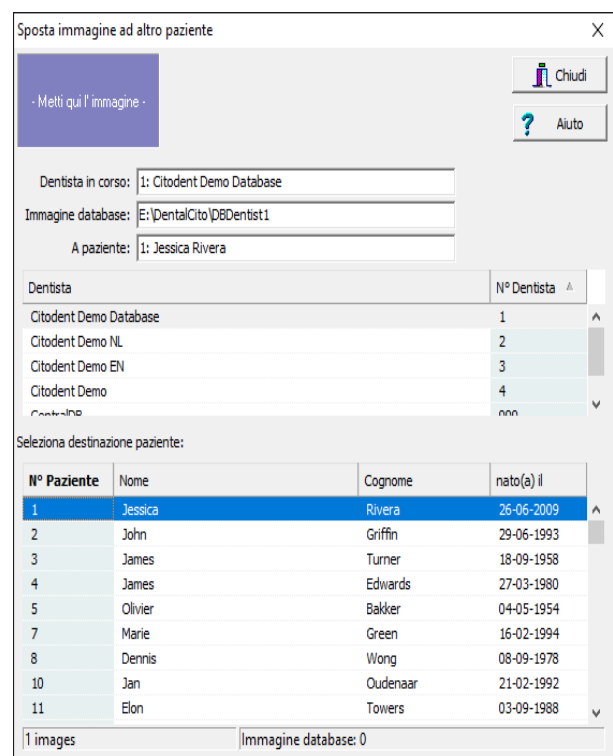 Sposta immagine ad altro paziente
- Metti qui l' immagine -
Chiudi
Aiuto
Dentista in corso: 1: Citodent Demo Database
Immagine database: E:\DentalCito\DBDentist1
A paziente: 1: Jessica Rivera
Dentista N° Dentista
Citodent Demo Database 1
Citodent Demo NL 2
Citodent Demo EN 3
Citodent Demo 4
CentralDB
Seleziona destinazione paziente:
N° Paziente Nome Cognome nato(a) il
1 Jessica Rivera 26-06-2009
2 John Griffin 29-06-1993
3 James Turner 18-09-1958
4 James Edwards 27-03-1980
5 Olivier Bakker 04-05-1954
7 Marie Green 16-02-1994
8 Dennis Wong 08-09-1978
10 Jan Oudenaar 21-02-1992
11 Elon Towers 03-09-1988
1 images Immagine database: 0